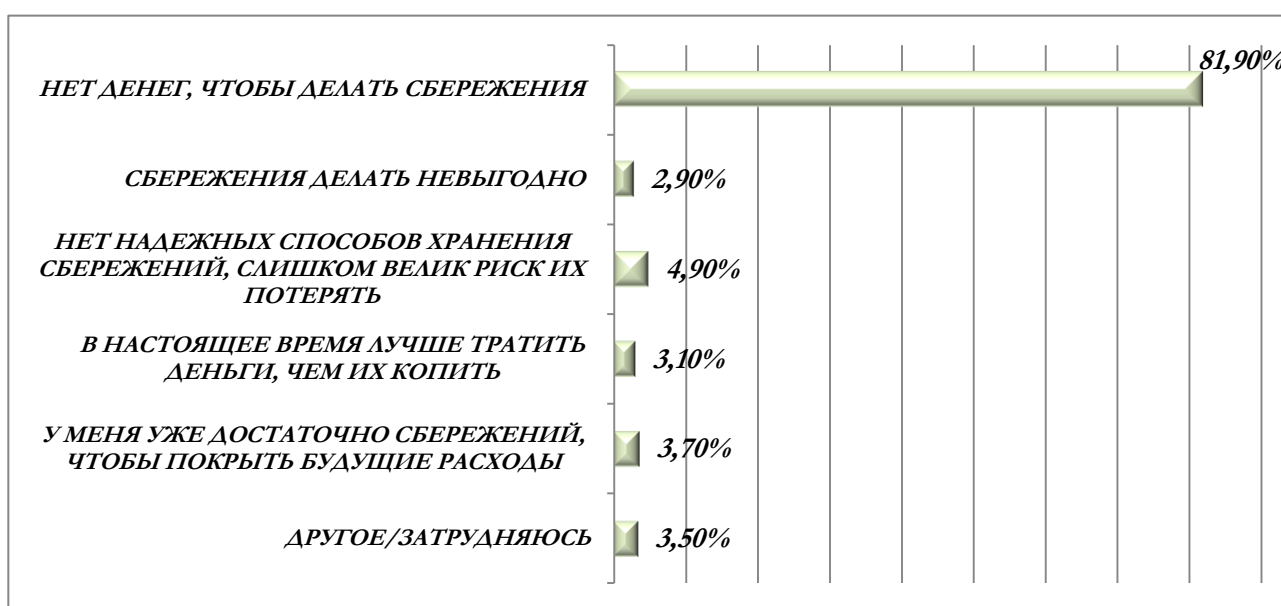 81,90%
НЕТ ДЕНЕГ, ЧТОБЫ ДЕЛАТЬ СБЕРЕЖЕНИЯ
СБЕРЕЖЕНИЯ ДЕЛАТЬ НЕВЫГОДНО
2,90%
НЕТ НАДЕЖНЫХ СПОСОБОВ ХРАНЕНИЯ
СБЕРЕЖЕНИЙ, СЛИШКОМ ВЕЛИК РИСК ИХ
ПОТЕРЯТЬ
4,90%
В НАСТОЯЩЕЕ ВРЕМЯ ЛУЧШЕ ТРАТИТЬ
ДЕНЬГИ, ЧЕМ ИХ КОПИТЬ
3,10%
У МЕНЯ УЖЕ ДОСТАТОЧНО СБЕРЕЖЕНИЙ,
ЧТОБЫ ПОКРЫТЬ БУДУЩИЕ РАСХОДЫ
3,70%
ДРУГОЕ/ЗАТРУДНЯЮСЬ
3,50%